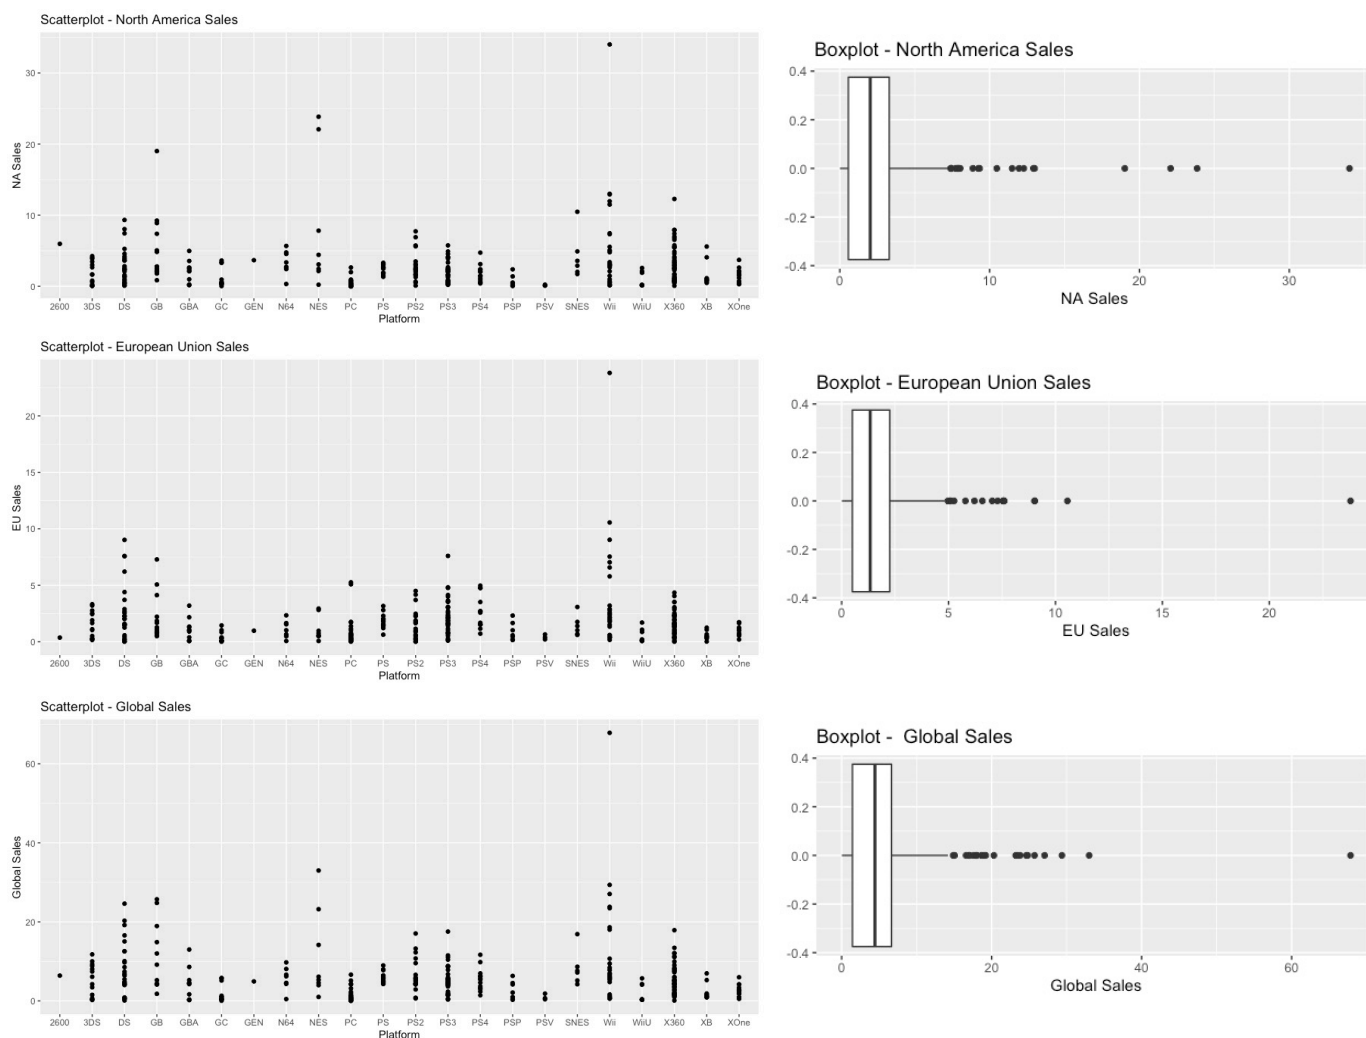 Scatterplot - North America Sales
NA Sales
30
20
10
0
2600 3DS DS GB GBA GC GEN N64 NES PC PS PS2 PS3 PS4 PSP PSV SNES Wii WiiU X360 XB XOne
Platform
Boxplot - North America Sales
0.4
0.2
0.0
-0.2
-0.4
0 10 20 30
NA Sales
Scatterplot - European Union Sales
EU Sales
20
15
10
5
0
2600 3DS DS GB GBA GC GEN N64 NES PC PS PS2 PS3 PS4 PSP PSV SNES Wii WiiU X360 XB XOne
Platform
Boxplot - European Union Sales
0.4
0.2
0.0
-0.2
-0.4
0 5 10 15 20
EU Sales
Scatterplot - Global Sales
Global Sales
60
40
20
0
2600 3DS DS GB GBA GC GEN N64 NES PC PS PS2 PS3 PS4 PSP PSV SNES Wii WiiU X360 XB XOne
Platform
Boxplot -  Global Sales
0.4
0.2
0.0
-0.2
-0.4
0 20 40 60
Global Sales